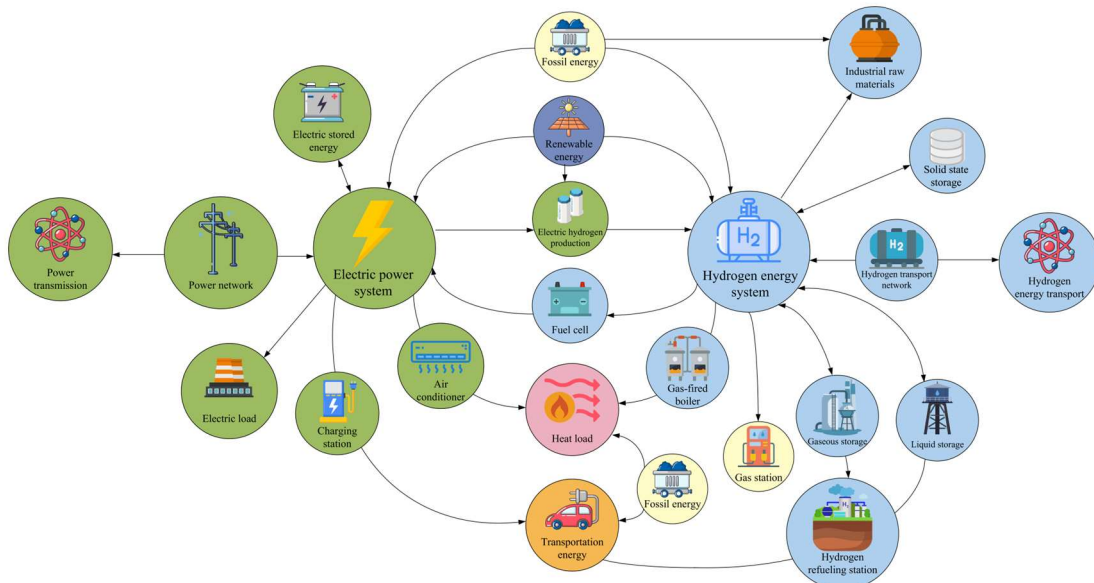 Fossil energy
Industrial raw
materials
Electric stored
energy
Renewable
energy
Solid state
storage
Electric hydrogen
production
H2
Power
transmission
Power network
Electric power
system
Hydrogen energy
system
H2
Hydrogen transport
network
Hydrogen
energy transport
Fuel cell
Electric load
Charging
station
Air
conditioner
Heat load
Gas-fired
boiler
Gas station
Gaseous storage
Liquid storage
Fossil energy
Transportation
energy
H2
Hydrogen
refueling station